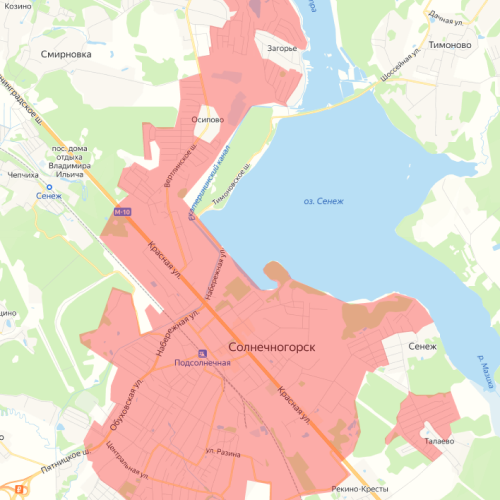 Козино
Загорье
Дачная ул.
Тимоново
Смирновка
Шоссейная ул.
Осипово
пос. дома
отдыха
Владимира
Ильича
Вертлинское ш.
Екатерининский канал
Тимоновское ш.
Чепчиха
Сенеж
оз. Сенеж
М-10
Красная ул.
Набережная ул.
Набережная ул.
Солнечногорск
Сенеж
р. Мазиха
Подсолнечная
Обуховская ул.
Красная ул.
Пятницкое ш.
Центральная ул.
ул. Разина
Талаево
Рекино-Кресты